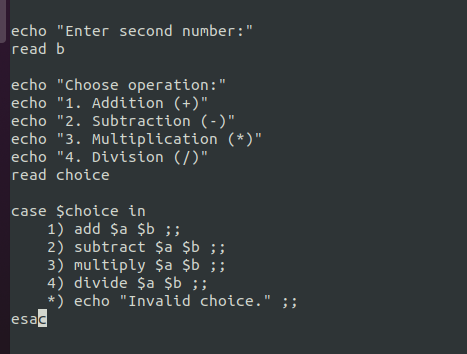 echo "Enter second number:"
read b

echo "Choose operation:"
echo "1. Addition (+)"
echo "2. Subtraction (-)"
echo "3. Multiplication (*)"
echo "4. Division (/)"
read choice

case $choice in
    1) add $a $b ;;
    2) subtract $a $b ;;
    3) multiply $a $b ;;
    4) divide $a $b ;;
    *) echo "Invalid choice." ;;
esac